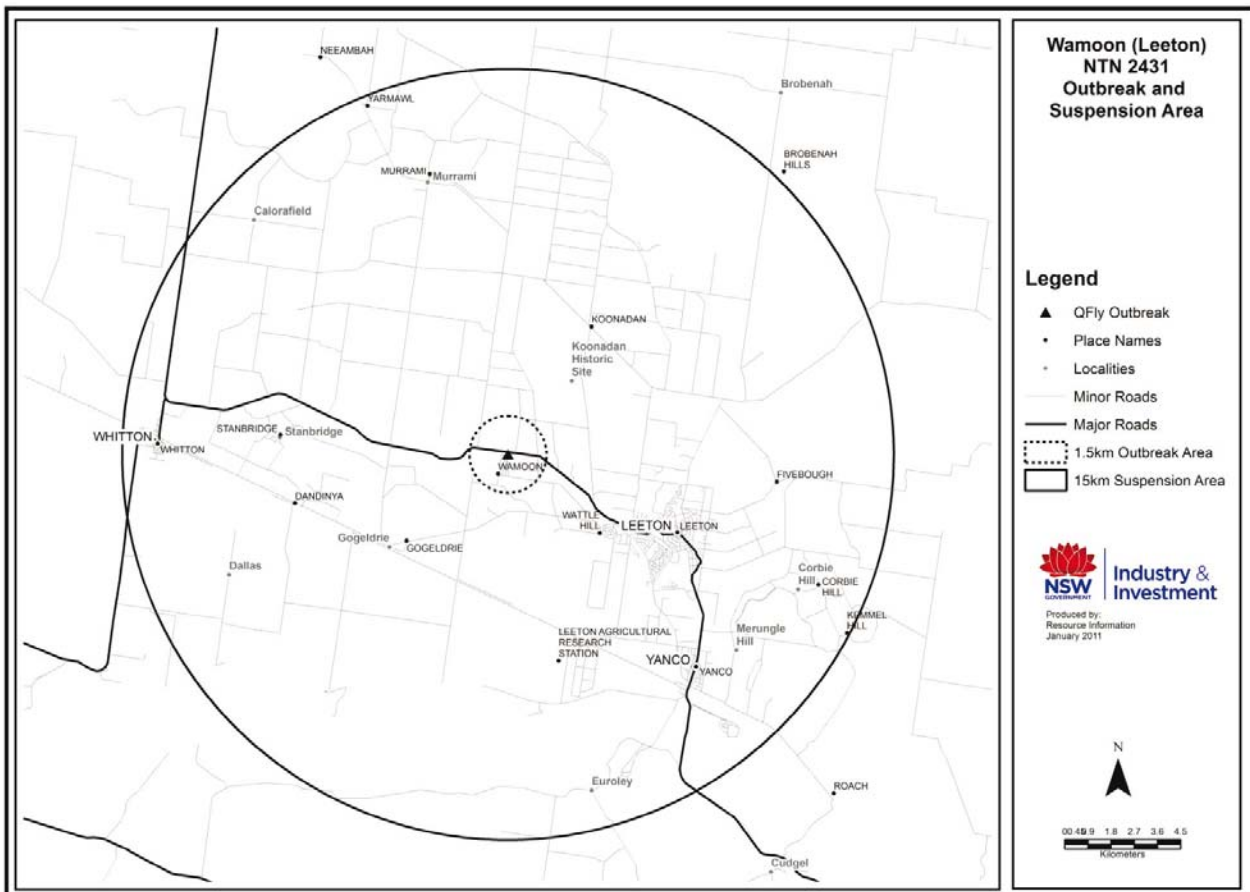 Wamoon (Leeton)
NTN 2431
Outbreak and
Suspension Area
NEEAMBAH
YARMAWL
Brobenah
BROBENAH
HILLS
MURRAMI
Murrami
Calorafield
KOONADAN
Koonadan
Historic
Site
STANBRIDGE
Stanbridge
WHITTON
WHITTON
WAMOON
DANDINYA
FIVEBOUGH
WATTLE
HILL
LEETON
LEETON
Gogeldrie
GOGELDRIE
Dallas
Corbie
Hill
CORBIE
HILL
KEMMEL
HILL
LEETON AGRICULTURAL
RESEARCH
STATION
Merungle
Hill
YANCO
YANCO
Euroley
ROACH
Cudgel
Legend
QFly Outbreak
Place Names
Localities
Minor Roads
Major Roads
1.5km Outbreak Area
15km Suspension Area
NSW
GOVERNMENT
Industry &
Investment
Produced by:
Resource Information
January 2011
N
1.8 2.7 3.6 4.5
Kilometers